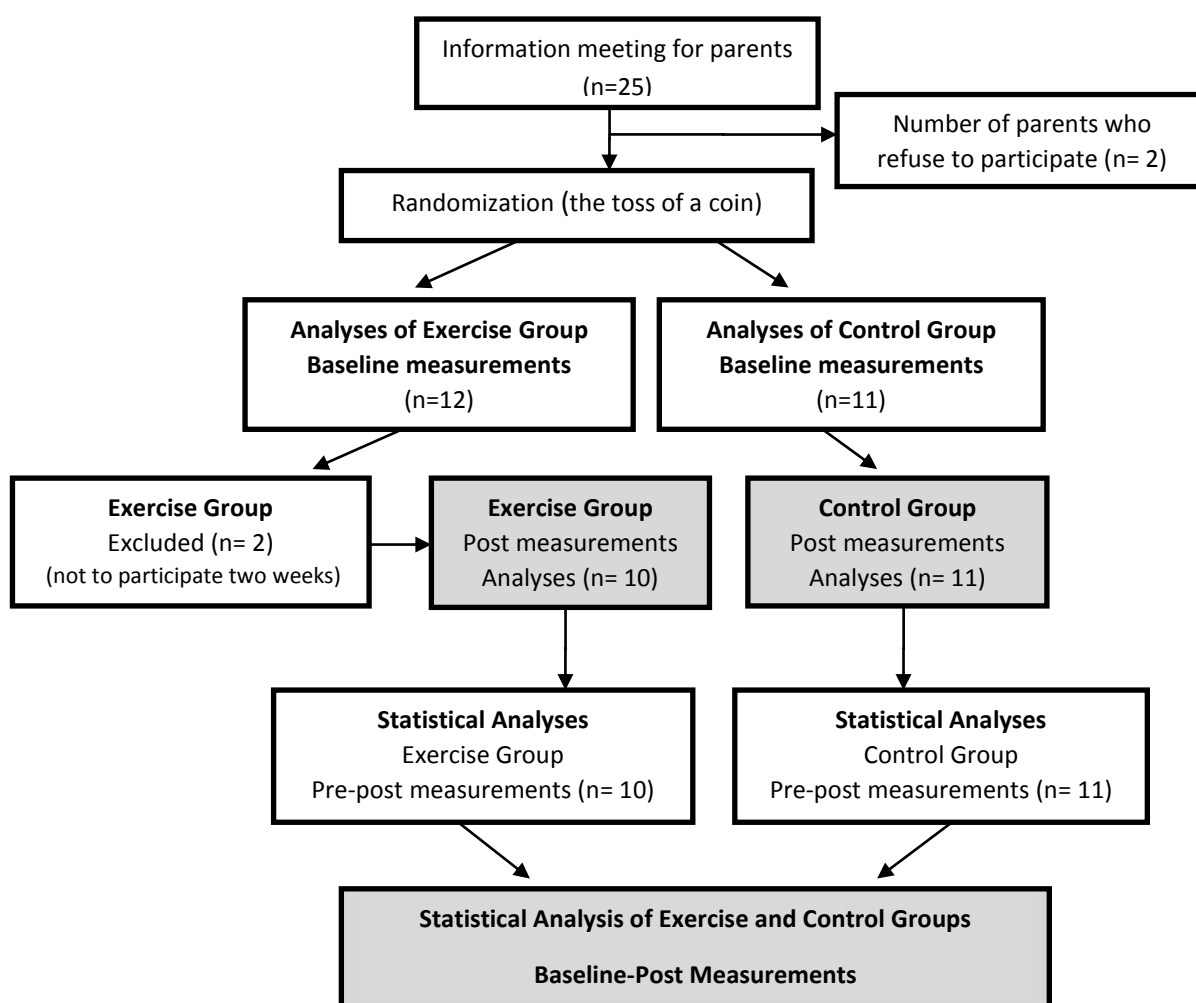 Information meeting for parents
(n=25)
Number of parents who
refuse to participate (n= 2)
Randomization (the toss of a coin)
Analyses of Exercise Group
Baseline measurements
(n=12)
Analyses of Control Group
Baseline measurements
(n=11)
Exercise Group
Excluded (n= 2)
(not to participate two weeks)
Exercise Group
Post measurements
Analyses (n= 10)
Control Group
Post measurements
Analyses (n= 11)
Statistical Analyses
Exercise Group
Pre-post measurements (n= 10)
Statistical Analyses
Control Group
Pre-post measurements (n= 11)
Statistical Analysis of Exercise and Control Groups
Baseline-Post Measurements